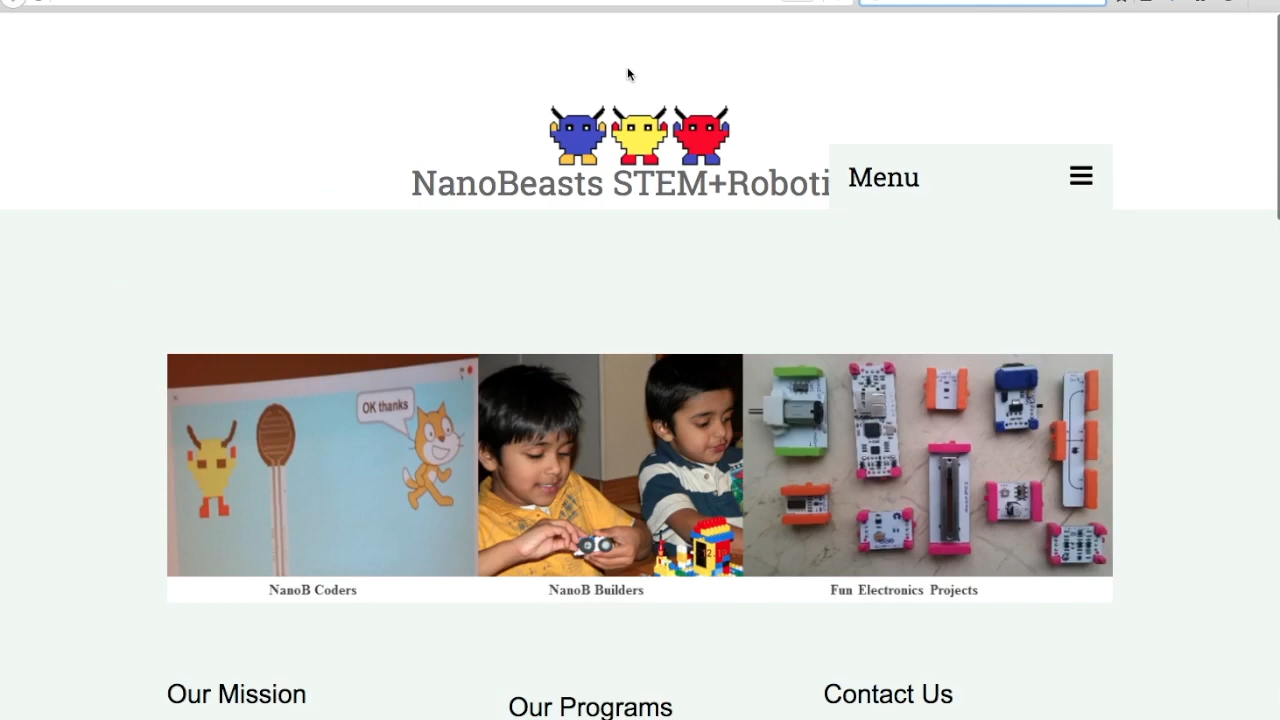 NanoBeasts STEM+Roboti
Menu
OK thanks
NanoB Coders
NanoB Builders
Fun Electronics Projects
Our Mission
Our Programs
Contact Us